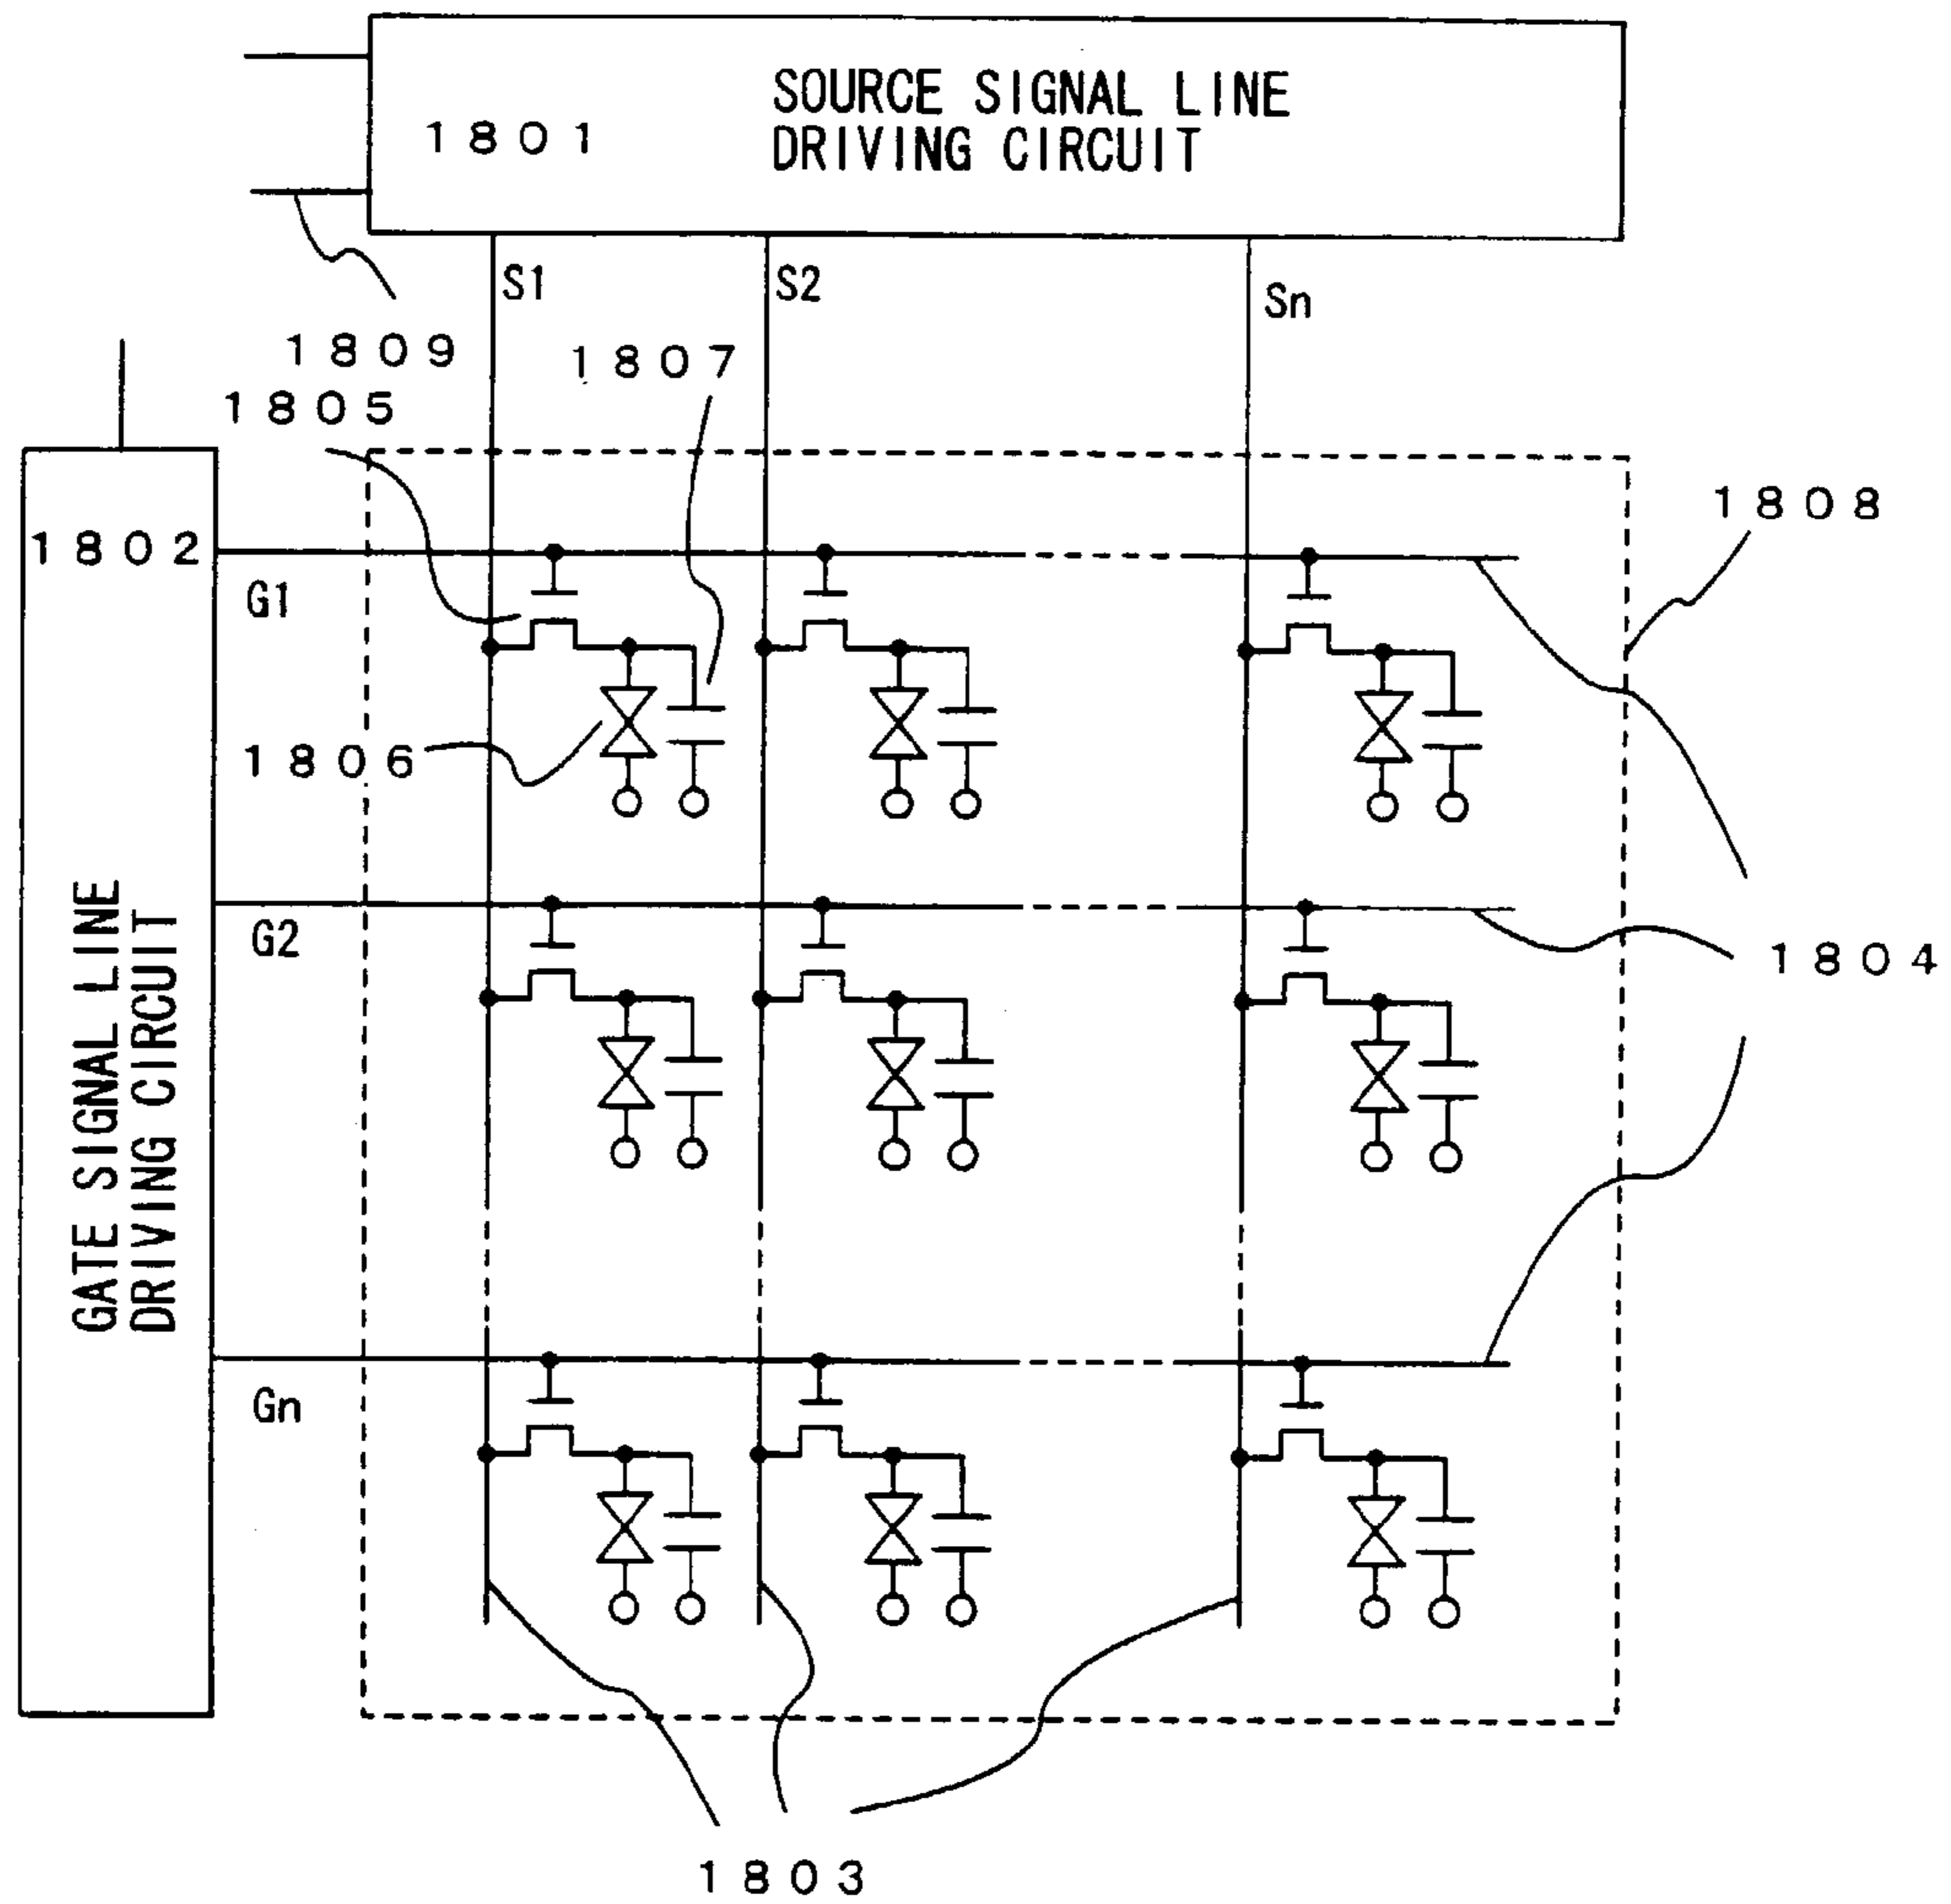 SOURCE SIGNAL LINE
DRIVING CIRCUIT
1801
S1
S2
Sn
1809
1807
1805
1808
1802
G1
1806
G2
1804
GATE SIGNAL LINE
DRIVING CIRCUIT
Gn
1803